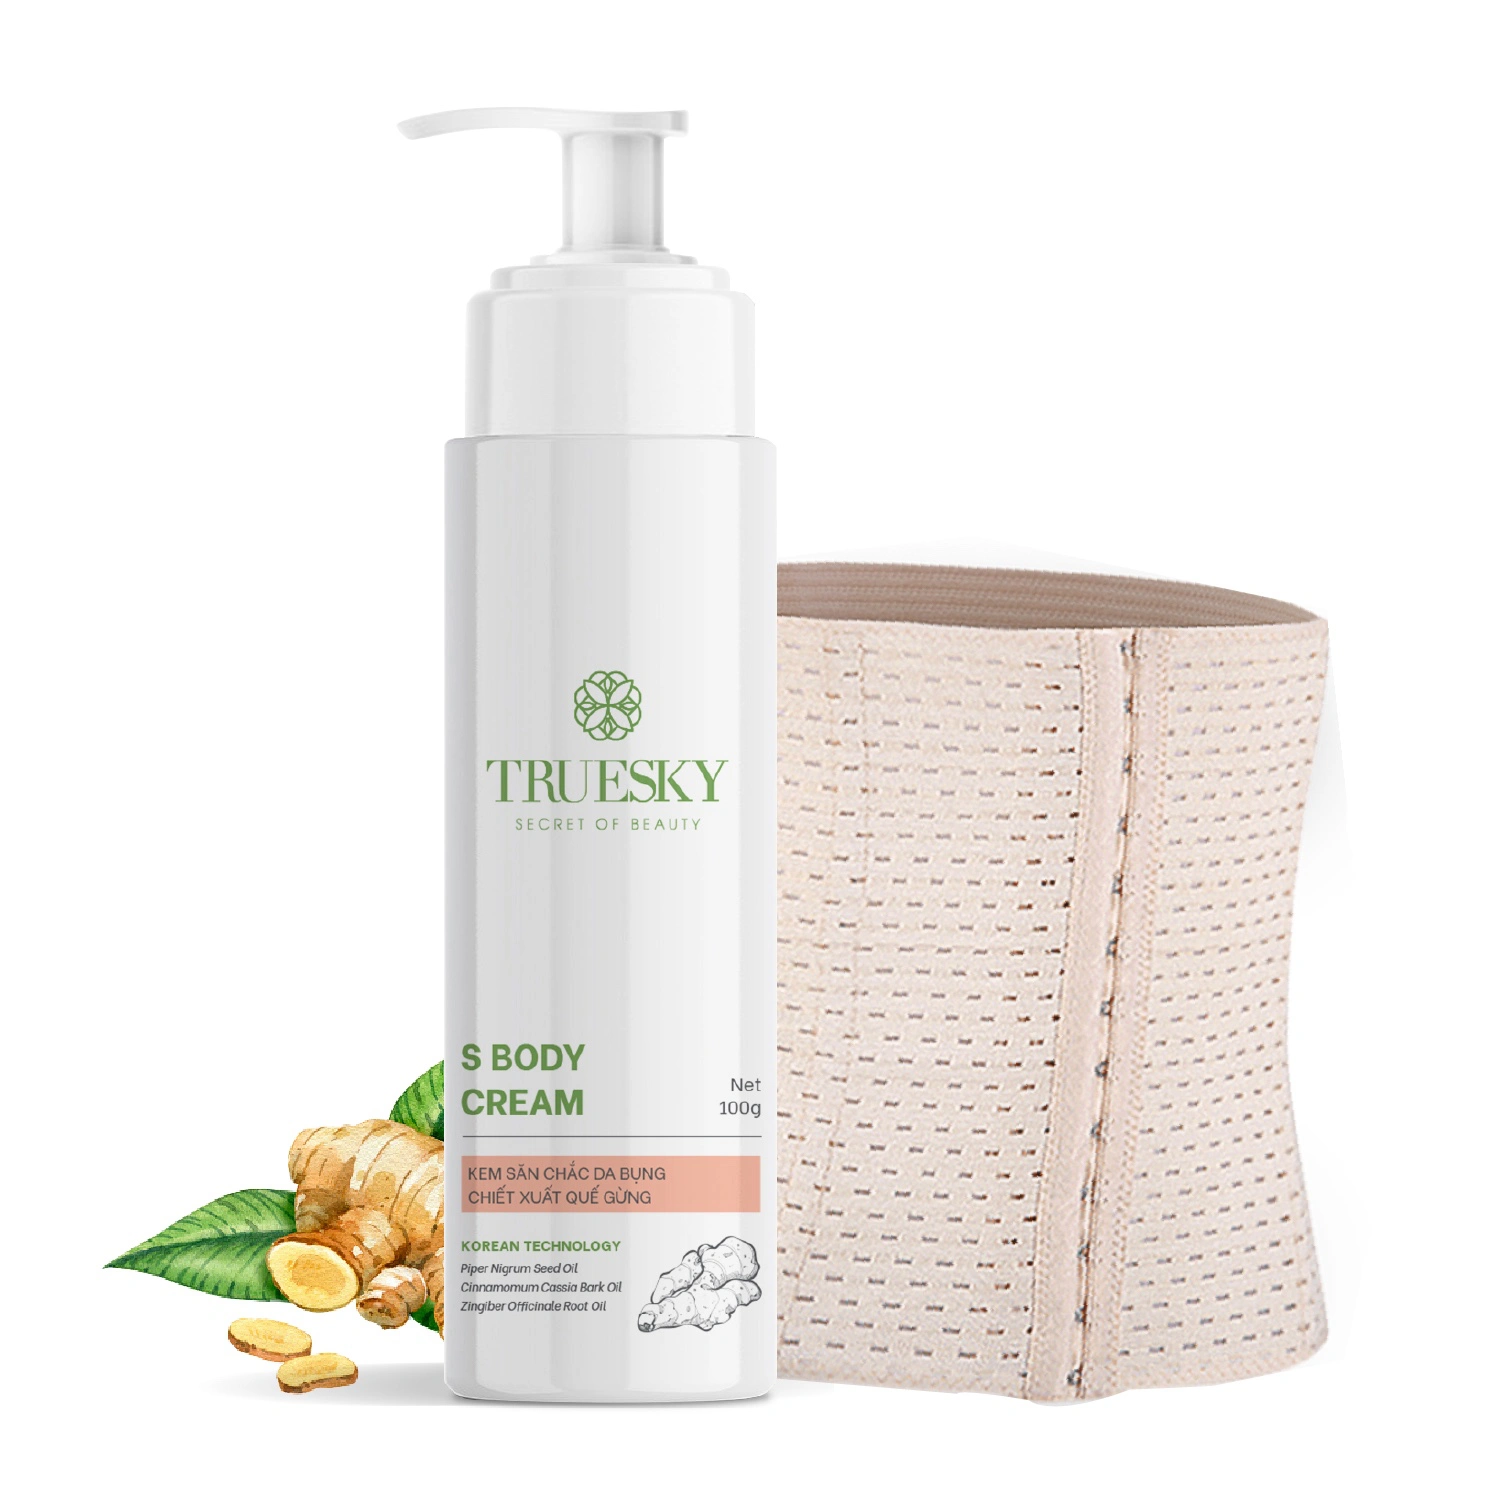 TRUESKY
SECRET OF BEAUTY
S BODY
CREAM
Net
100g
KEM SĂN CHẮC DA BỤNG
CHIẾT XUẤT QUẾ GỪNG
KOREAN TECHNOLOGY
Piper Nigrum Seed Oil
Cinnamomum Cassia Bark Oil
Zingiber Officinale Root Oil